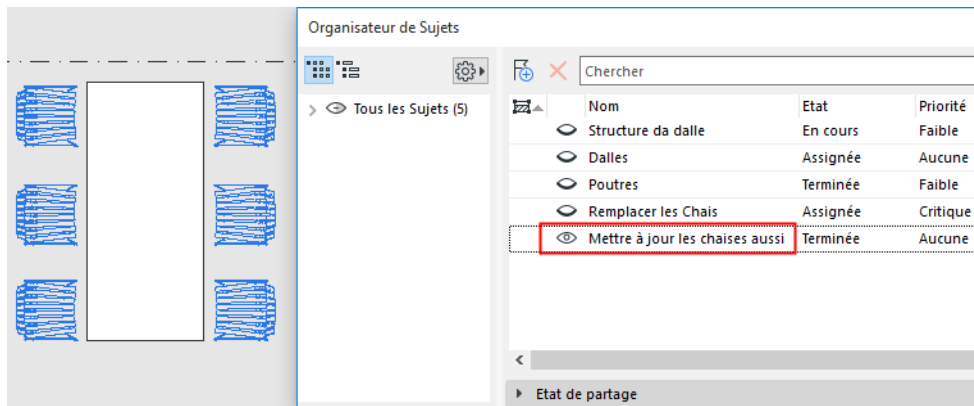 Organisateur de Sujets
Chercher
Tous les Sujets (5)
Nom Etat Priorité
Structure da dalle En cours Faible
Dalles Assignée Aucune
Poutres Terminée Faible
Remplacer les Chais Assignée Critique
Mettre à jour les chaises aussi Terminée Aucune
Etat de partage